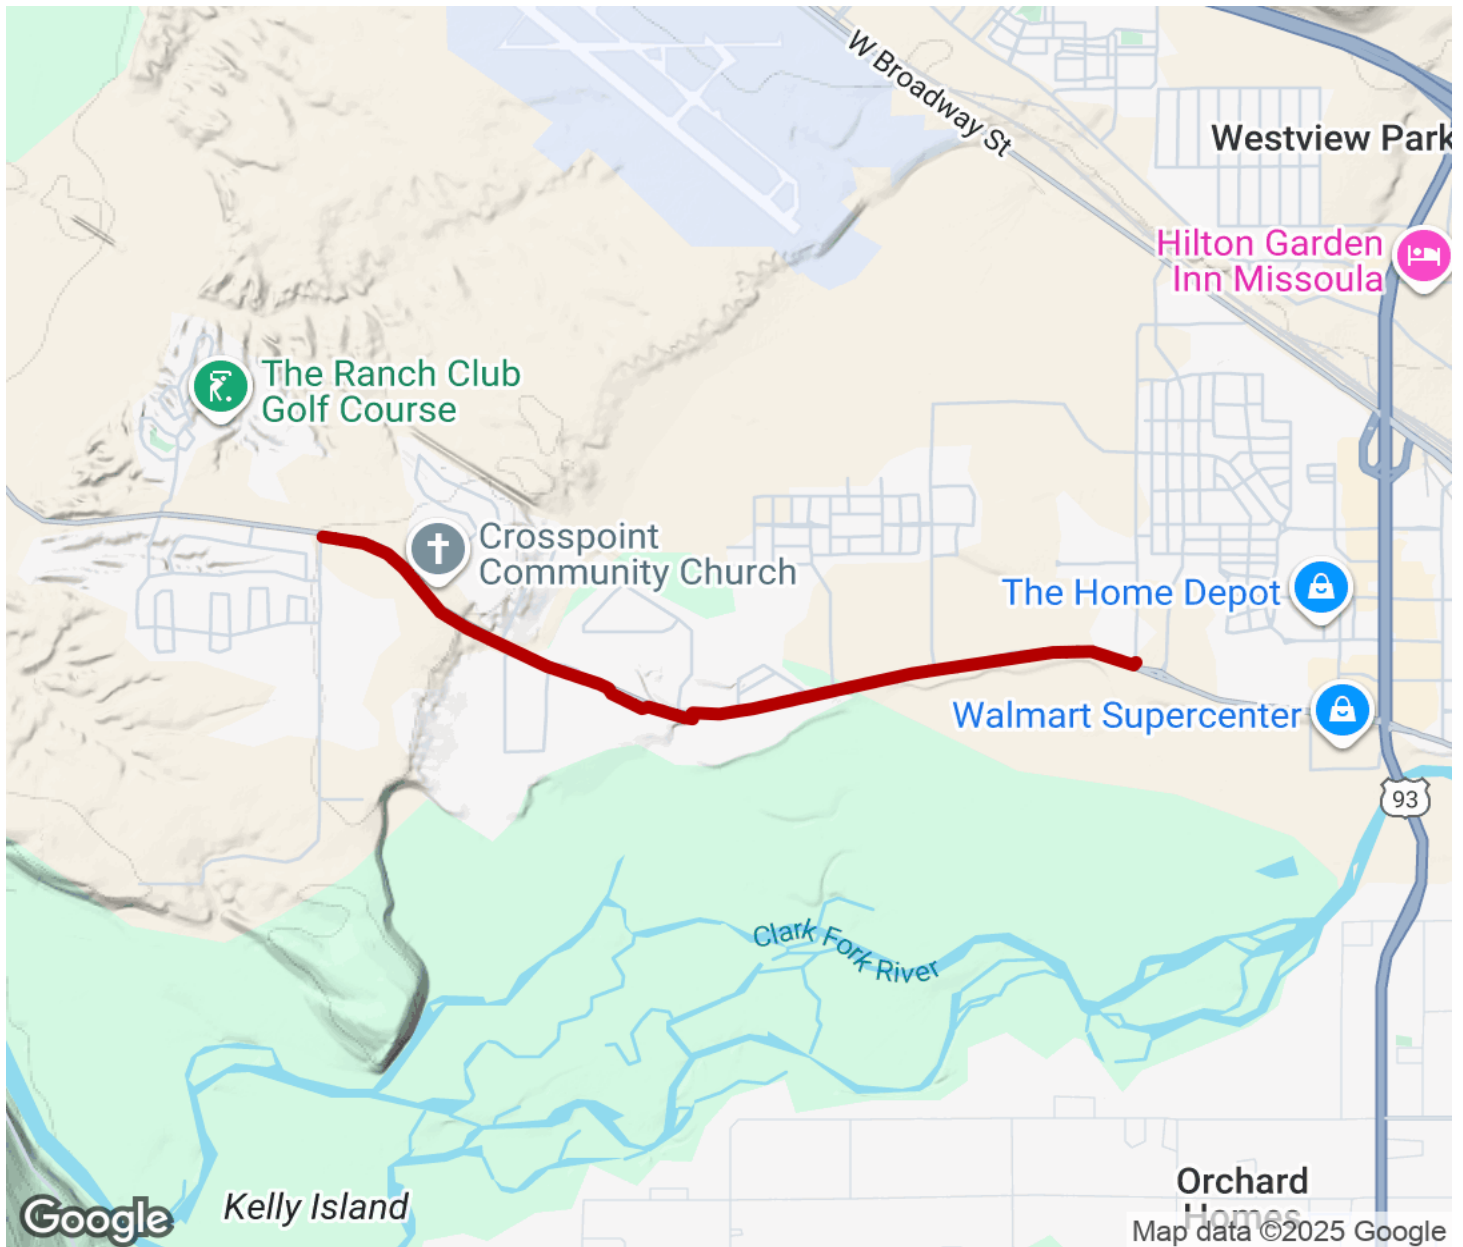 W Broadway St
Westview Park
Hilton Garden
Inn Missoula
The Ranch Club
Golf Course
Crosspoint
Community Church
The Home Depot
Walmart Supercenter
93
Clark Fork River
Kelly Island
Orchard
Homes
Google
Map data ©2025 Google